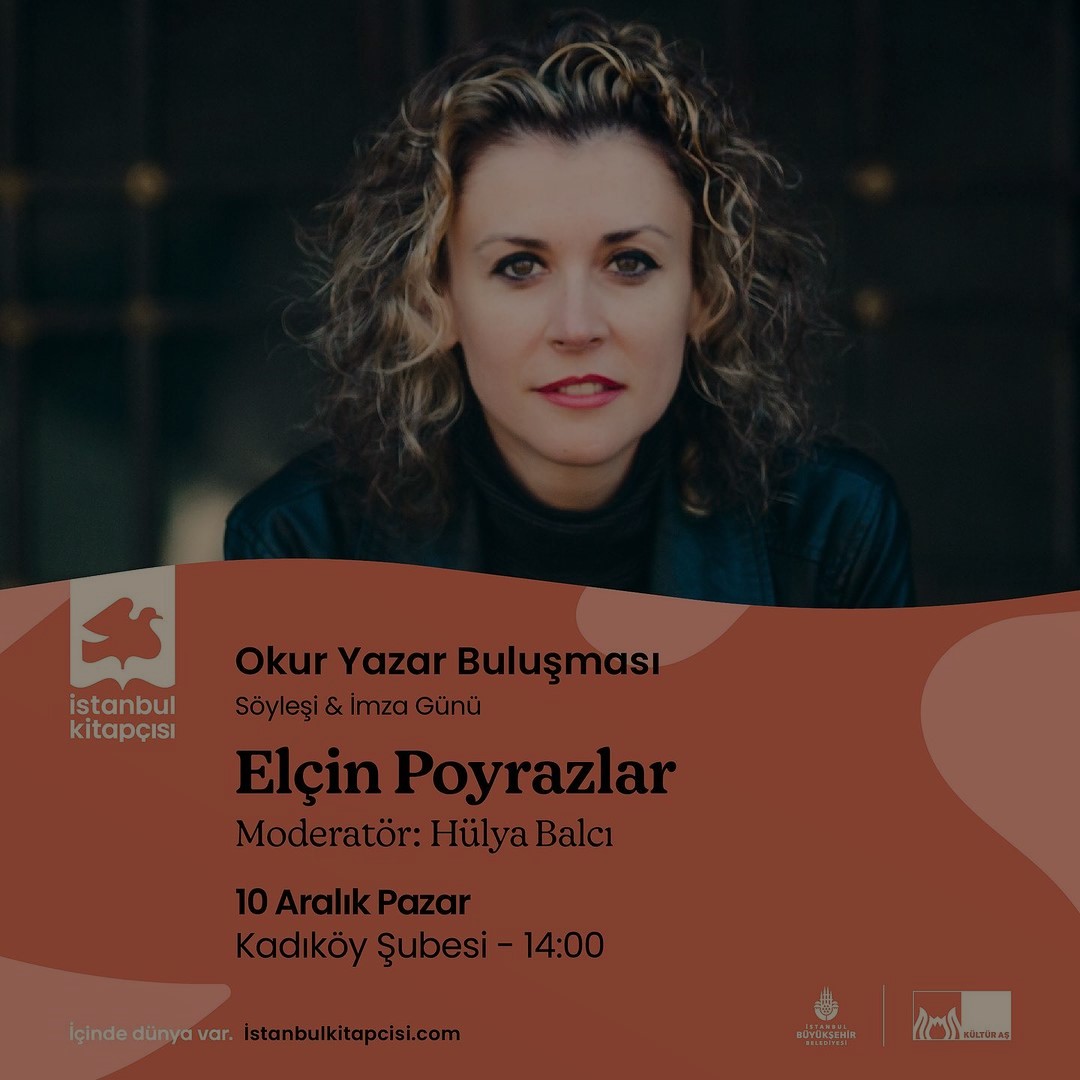 istanbul
kitapçısı
Okur Yazar Buluşması
Söyleşi & İmza Günü
Elçin Poyrazlar
Moderatör: Hülya Balcı
10 Aralık Pazar
Kadıköy Şubesi - 14:00
İçinde dünya var. İstanbulkitapcisi.com
İSTANBUL
BÜYÜKŞEHİR
BELEDİYESİ
KÜLTÜR AŞ